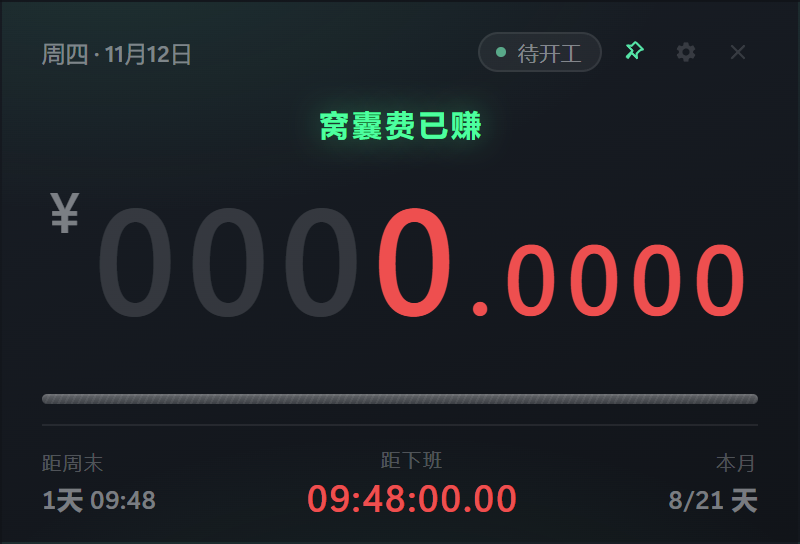 周四 · 11月12日
待开工
窝囊费已赚
¥ 0000.0000
距周末
1天 09:48
距下班
09:48:00.00
本月
8/21 天